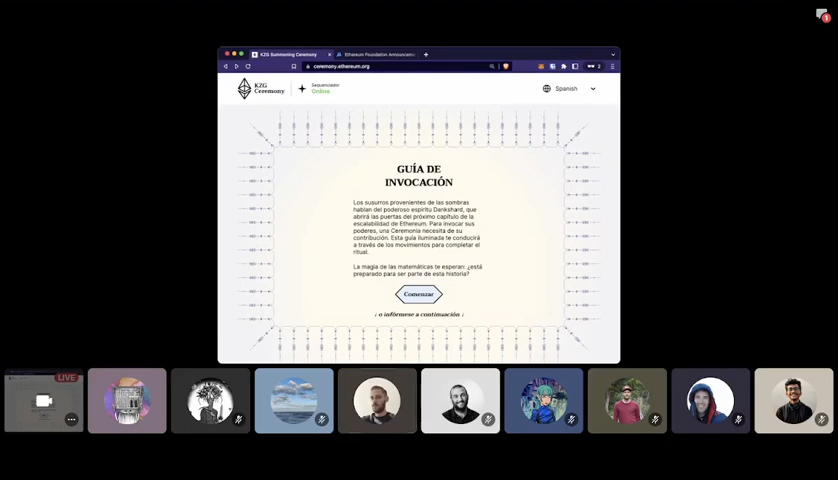 KZG Summoning Ceremony
Ethereum Foundation Announceme
ceremony.ethereum.org
2
KZG
Ceremony
Sequenciador
Online
Spanish
GUÍA DE
INVOCACIÓN
Los susurros provenientes de las sombras
hablan del poderoso espíritu Dankshard, que
abrirá las puertas del próximo capítulo de la
escalabilidad de Ethereum. Para invocar sus
poderes, una Ceremonia necesita de su
contribución. Esta guía iluminada te conducirá
a través de los movimientos para completar el
ritual.
La magia de las matemáticas te esperan: ¿está
preparado para ser parte de esta historia?
Comenzar
↓ o infórmese a continuación ↓
LIVE
1